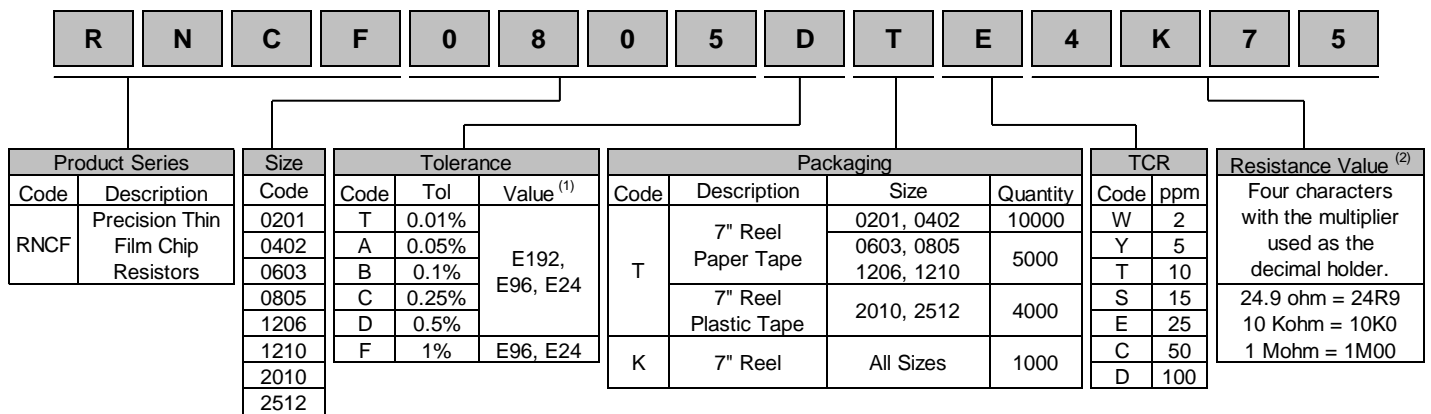 R N C F 0 8 0 5 D T E 4 K 7 5
Product Series
Code Description
RNCF Precision Thin
Film Chip
Resistors
Size
Code
0201
0402
0603
0805
1206
1210
2010
2512
Tolerance
Code Tol Value (1)
T 0.01%
A 0.05%
B 0.1%
C 0.25%
D 0.5%
E192,
E96, E24
F 1% E96, E24
Packaging
Code Description Size Quantity
T
7" Reel
Paper Tape
0201, 0402 10000
0603, 0805
1206, 1210
5000
7" Reel
Plastic Tape
2010, 2512 4000
K 7" Reel All Sizes 1000
TCR
Code ppm
W 2
Y 5
T 10
S 15
E 25
C 50
D 100
Resistance Value (2)
Four characters
with the multiplier
used as the
decimal holder.
24.9 ohm = 24R9
10 Kohm = 10K0
1 Mohm = 1M00